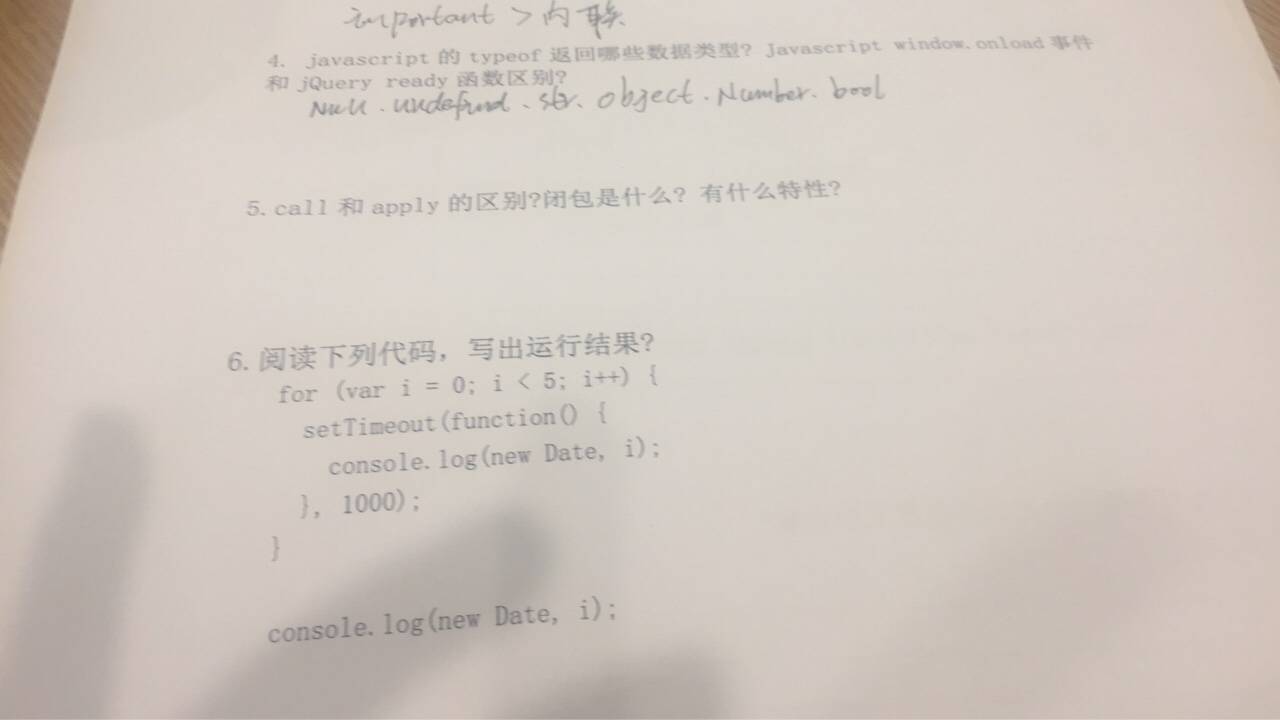 important > 内联
4. javascript 的 typeof 返回哪些数据类型? Javascript window.onload 事件
和 jQuery ready 函数区别?
Null . undefind . str. object . Number. bool
5. call 和 apply 的区别?闭包是什么? 有什么特性?
6. 阅读下列代码, 写出运行结果?
for (var i = 0; i < 5; i++) {
setTimeout(function() {
console.log(new Date, i);
}, 1000);
}
console.log(new Date, i);